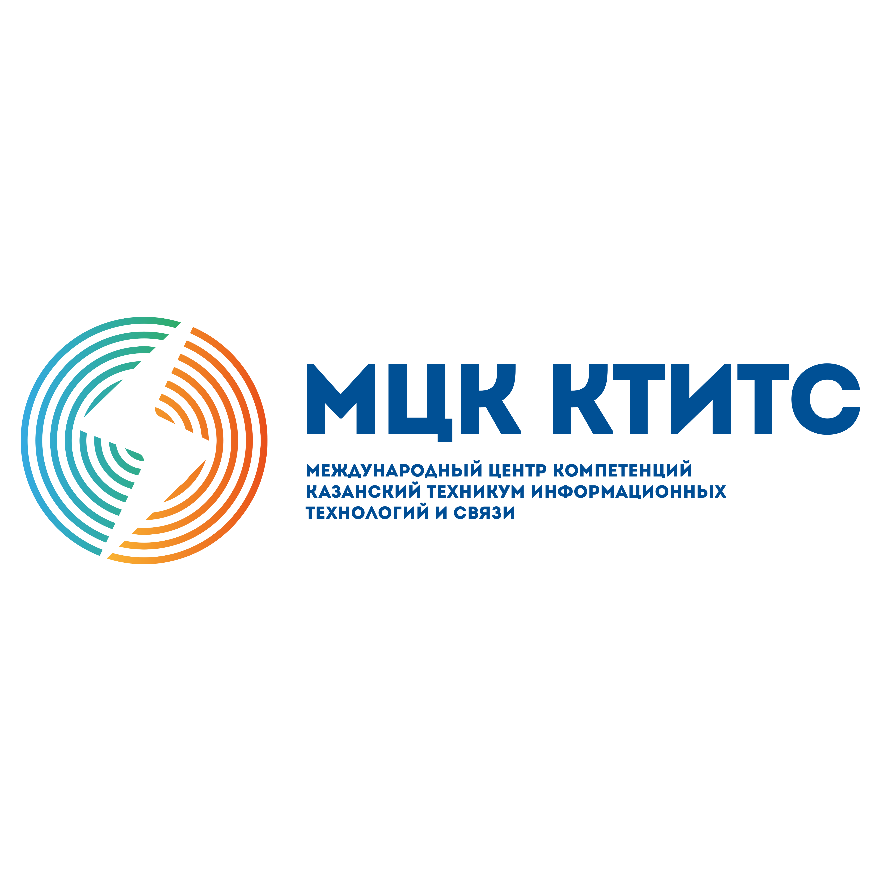 МЦК КТИТС
МЕЖДУНАРОДНЫЙ ЦЕНТР КОМПЕТЕНЦИЙ
КАЗАНСКИЙ ТЕХНИКУМ ИНФОРМАЦИОННЫХ
ТЕХНОЛОГИЙ И СВЯЗИ